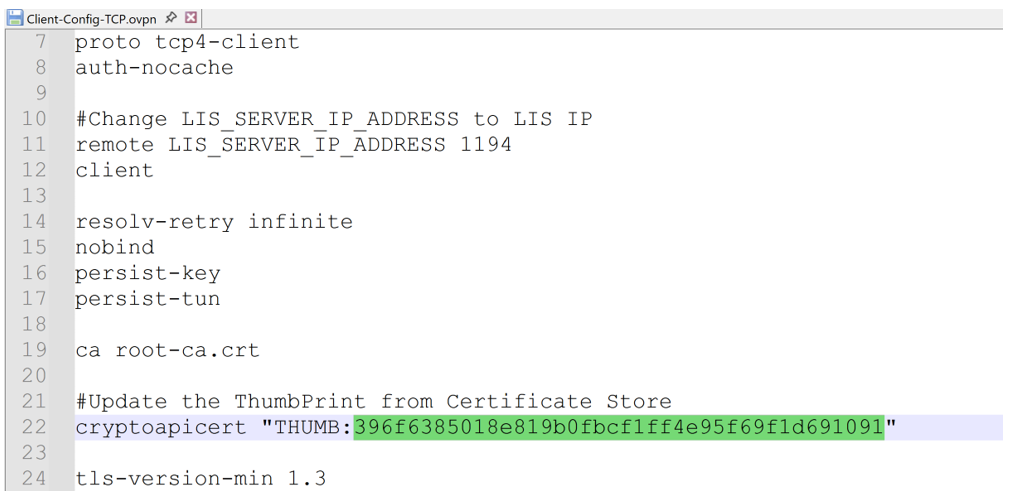 Client-Config-TCP.ovpn
7 proto tcp4-client
8 auth-nocache
9
10 #Change LIS_SERVER_IP_ADDRESS to LIS IP
11 remote LIS_SERVER_IP_ADDRESS 1194
12 client
13
14 resolv-retry infinite
15 nobind
16 persist-key
17 persist-tun
18
19 ca root-ca.crt
20
21 #Update the ThumbPrint from Certificate Store
22 cryptoapicert "THUMB:396f6385018e819b0fbcf1ff4e95f69f1d691091"
23
24 tls-version-min 1.3